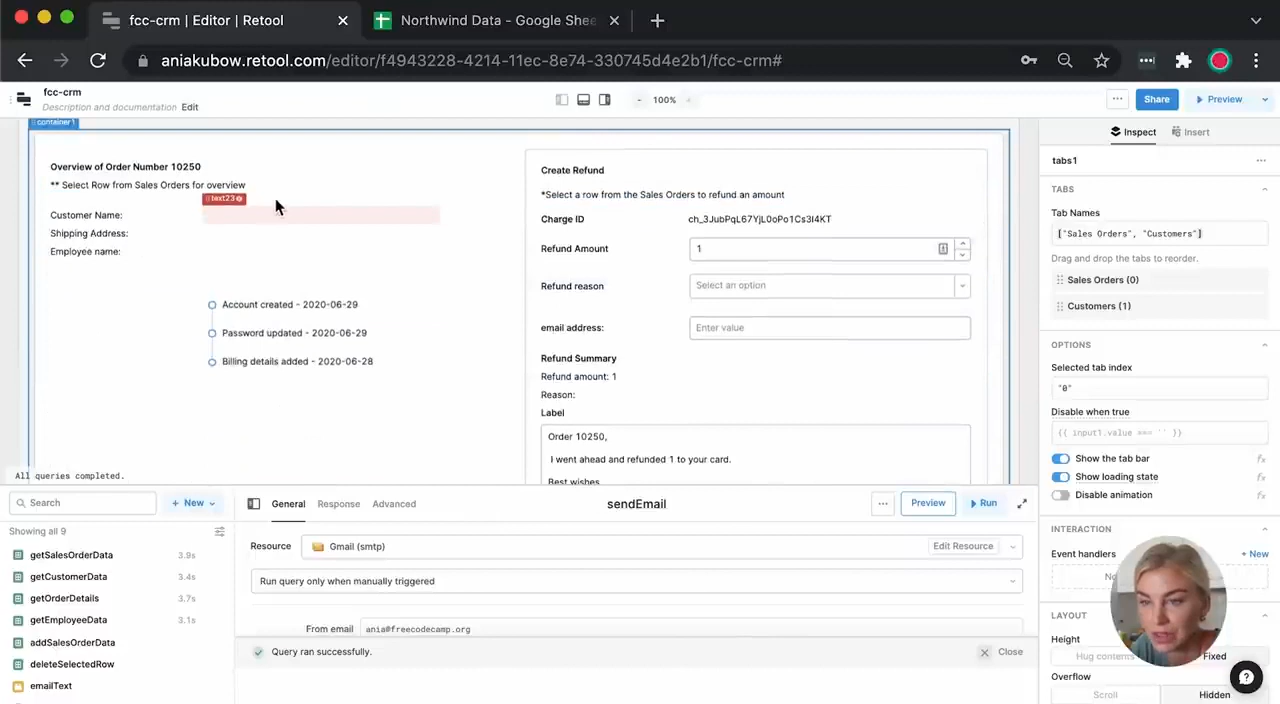 fcc-crm | Editor | Retool
Northwind Data - Google Shee
aniakubow.retool.com/editor/f4943228-4214-11ec-8e74-330745d4e2b1/fcc-crm#
fcc-crm
Description and documentation Edit
- 100% +
Share
Preview
container1
Inspect
Insert
Overview of Order Number 10250
** Select Row from Sales Orders for overview
text23
Customer Name:
Shipping Address:
Employee name:
Account created - 2020-06-29
Password updated - 2020-06-29
Billing details added - 2020-06-28
Create Refund
*Select a row from the Sales Orders to refund an amount
Charge ID ch_3JubPqL67YjL0oPo1Cs3I4KT
Refund Amount 1
Refund reason Select an option
email address: Enter value
Refund Summary
Refund amount: 1
Reason:
Label
Order 10250,
I went ahead and refunded 1 to your card.
Best wishes
tabs1
TABS
Tab Names
["Sales Orders", "Customers"]
Drag and drop the tabs to reorder.
Sales Orders (0)
Customers (1)
OPTIONS
Selected tab index
"0"
Disable when true
{{ input1.value === '' }}
Show the tab bar fx
Show loading state fx
Disable animation fx
INTERACTION
Event handlers + New
No
LAYOUT
Height
Hug contents Fixed
Overflow
Scroll Hidden
All queries completed.
Search
+ New
Showing all 9
getSalesOrderData 3.9s
getCustomerData 3.4s
getOrderDetails 3.7s
getEmployeeData 3.1s
addSalesOrderData
deleteSelectedRow
emailText
General Response Advanced
sendEmail
Preview
Run
Resource Gmail (smtp) Edit Resource
Run query only when manually triggered
From email ania@freecodecamp.org
Query ran successfully.
Close